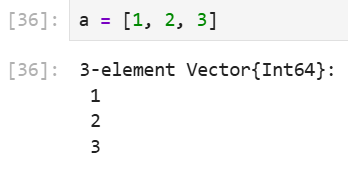 [36]: a = [1, 2, 3]
[36]: 3-element Vector{Int64}:
1
2
3